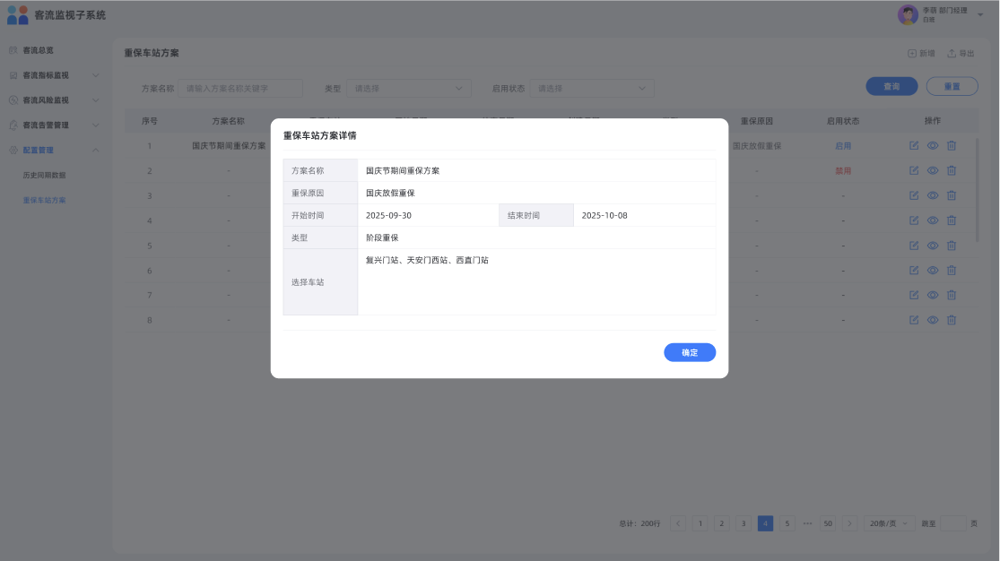 客流监视子系统
李萌 部门经理
客流总览
重保车站方案
新增
导出
客流指标监视
方案名称 请输入方案名称关键字
类型 请选择
启用状态 请选择
查询
重置
客流风险监视
客流告警管理
序号 方案名称
重保原因 启用状态 操作
配置管理
1 国庆节期间重保方案
国庆放假重保 启用
历史同期数据
2 -
- 禁用
重保车站方案
3 -
- -
4 -
- -
5 -
- -
6 -
- -
7 -
- -
8 -
- -
重保车站方案详情
方案名称 国庆节期间重保方案
重保原因 国庆放假重保
开始时间 2025-09-30 结束时间 2025-10-08
类型 阶段重保
选择车站 复兴门站、天安门西站、西直门站
确定
总计：200行 < 1 2 3 4 5 ··· 50 > 20条/页 跳至 页